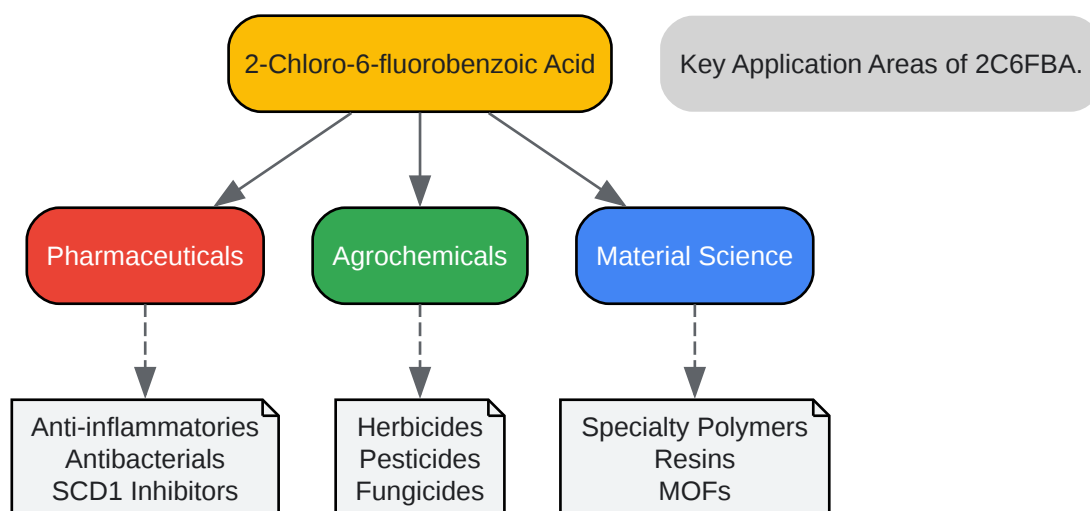 2-Chloro-6-fluorobenzoic Acid
Key Application Areas of 2C6FBA.
Pharmaceuticals
Agrochemicals
Material Science
Anti-inflammatories
Antibacterials
SCD1 Inhibitors
Herbicides
Pesticides
Fungicides
Specialty Polymers
Resins
MOFs